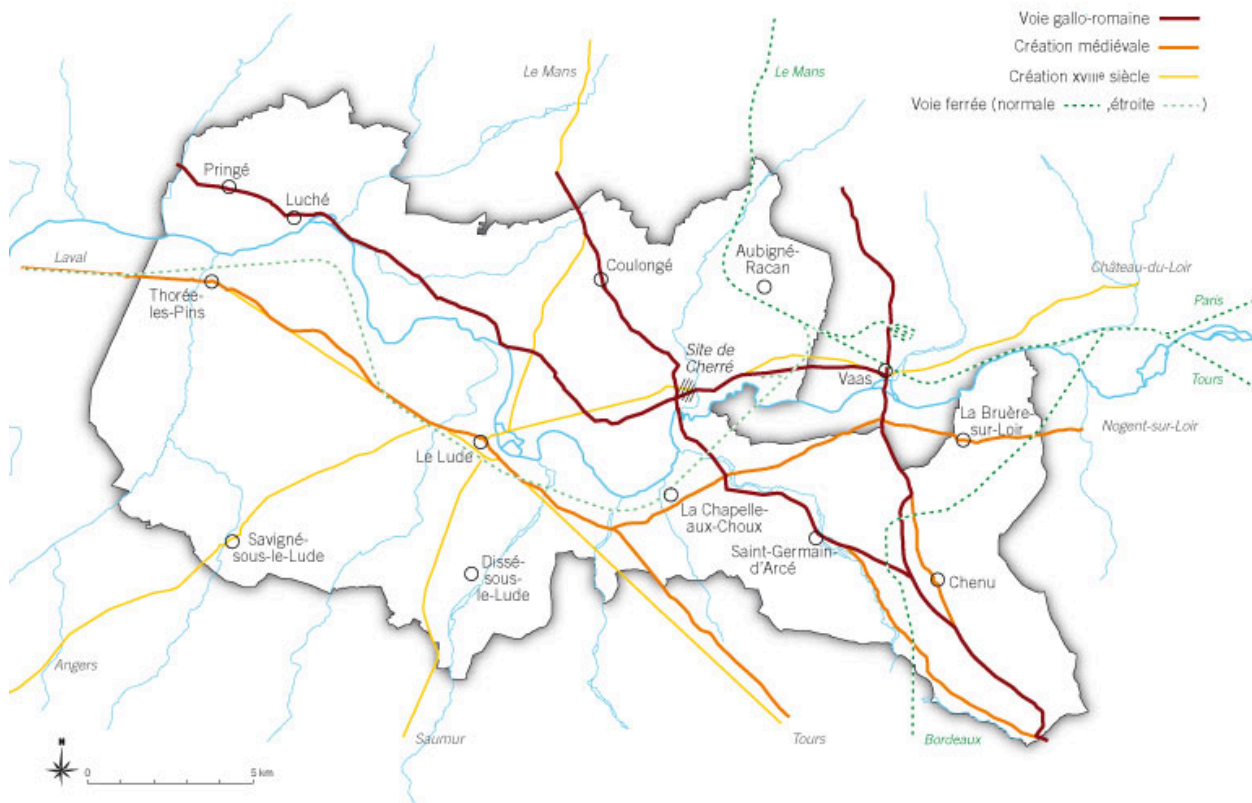 Voie gallo-romaine
Création médiévale
Création XVIIIe siècle
Voie ferrée (normale ,étroite )
Le Mans
Le Mans
Pringé
Luché
Laval
Thorée-
les-Pins
Coulongé
Aubigné-
Racan
Château-du-Loir
Paris
Site de
Cherré
Vaas
Tours
La Bruère-
sur-Loir
Nogent-sur-Loir
Le Lude
La Chapelle-
aux-Choux
Savigné-
sous-le-Lude
Dissé-
sous-
le-Lude
Saint-Germain-
d'Arcé
Chenu
Angers
Saumur
Tours
Bordeaux
N
0
5 km